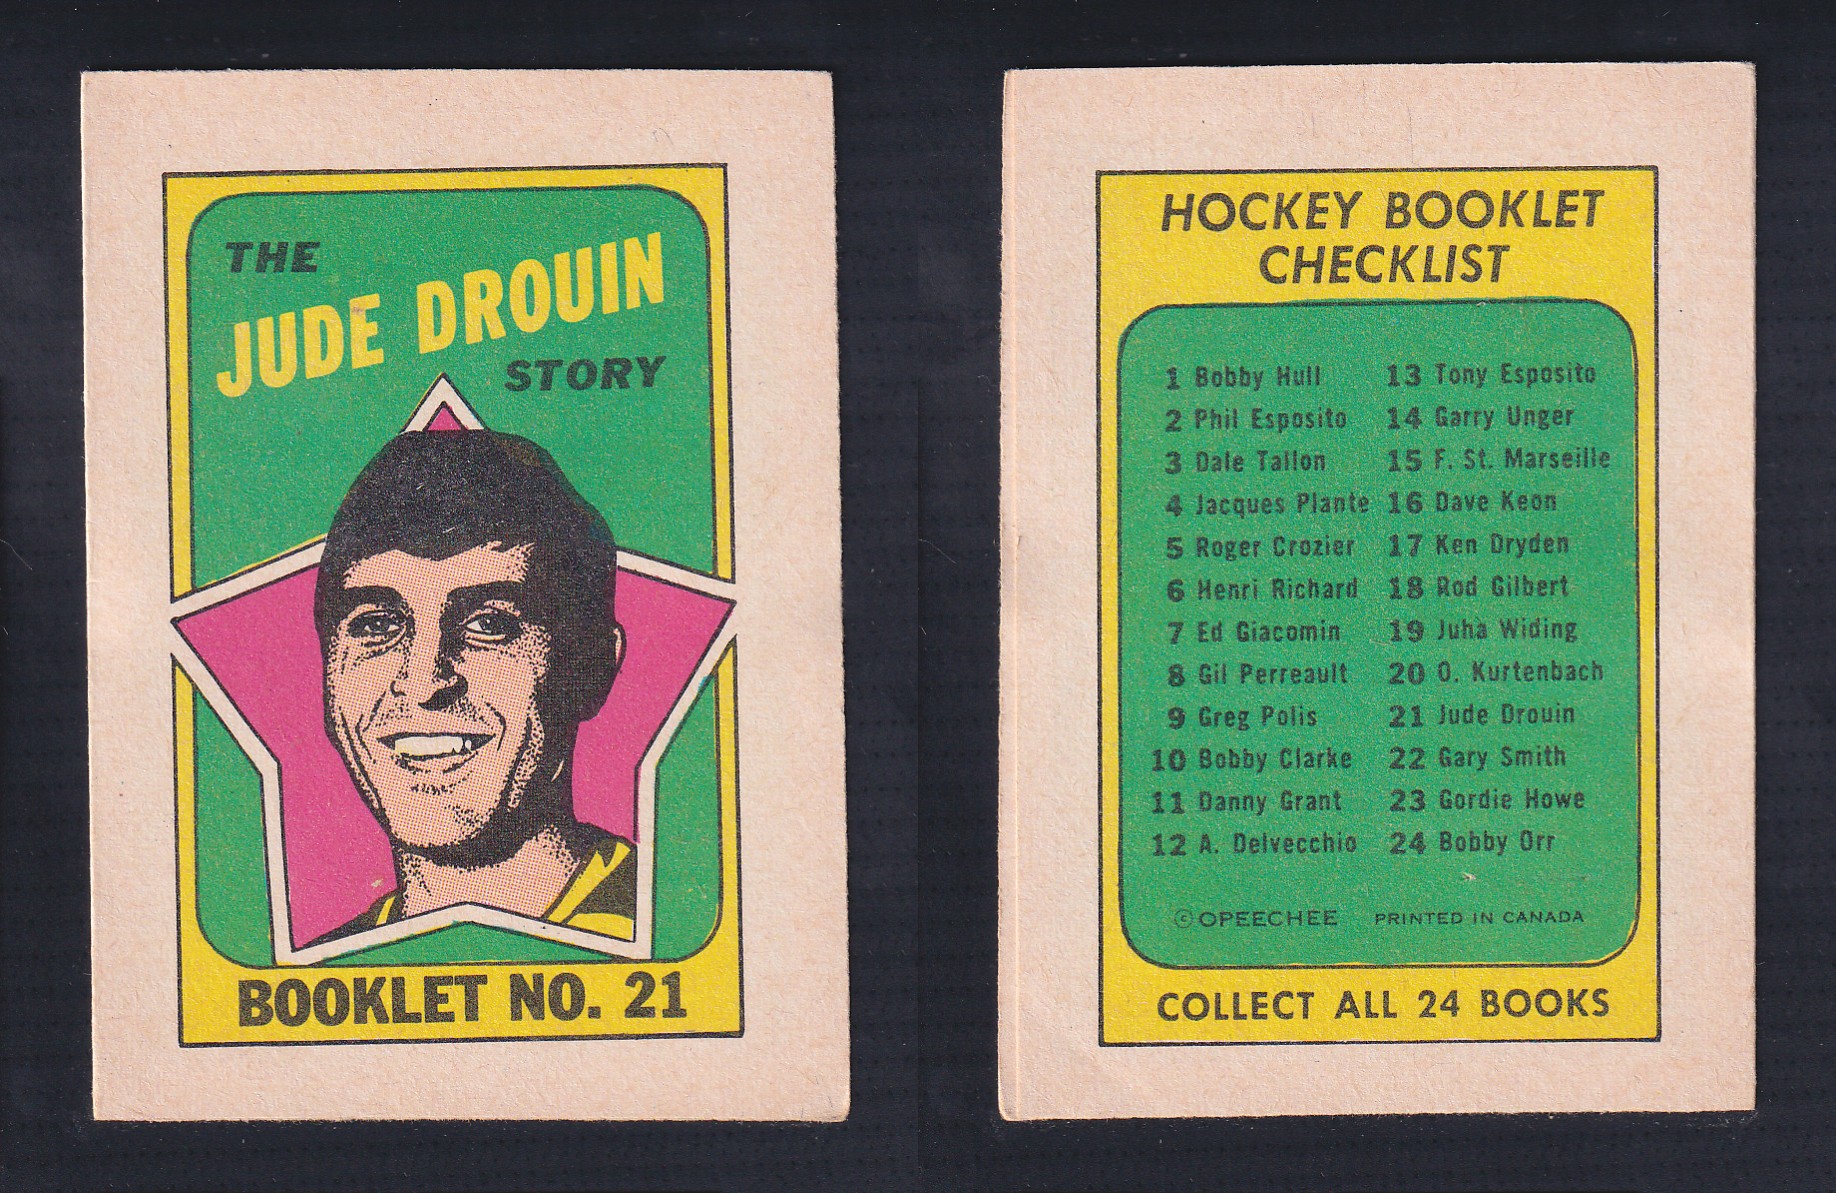 THE
JUDE DROUIN
STORY
BOOKLET NO. 21
HOCKEY BOOKLET
CHECKLIST
1 Bobby Hull
2 Phil Esposito
3 Dale Tallon
4 Jacques Plante
5 Roger Crozier
6 Henri Richard
7 Ed Giacomin
8 Gil Perreault
9 Greg Polis
10 Bobby Clarke
11 Danny Grant
12 A. Delvecchio
13 Tony Esposito
14 Garry Unger
15 F. St. Marseille
16 Dave Keon
17 Ken Dryden
18 Rod Gilbert
19 Juha Widing
20 O. Kurtenbach
21 Jude Drouin
22 Gary Smith
23 Gordie Howe
24 Bobby Orr
©OPEECHEE PRINTED IN CANADA
COLLECT ALL 24 BOOKS